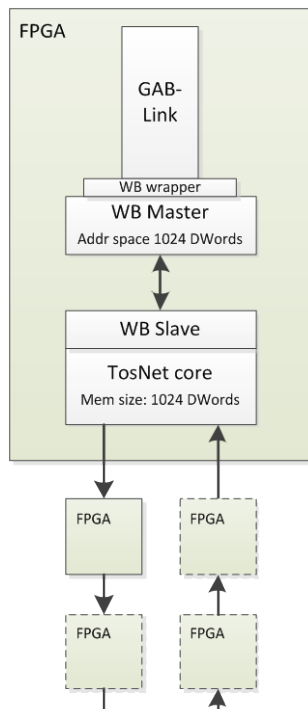 FPGA
GAB-
Link
WB wrapper
WB Master
Addr space 1024 DWords
WB Slave
TosNet core
Mem size: 1024 DWords
FPGA
FPGA
FPGA
FPGA